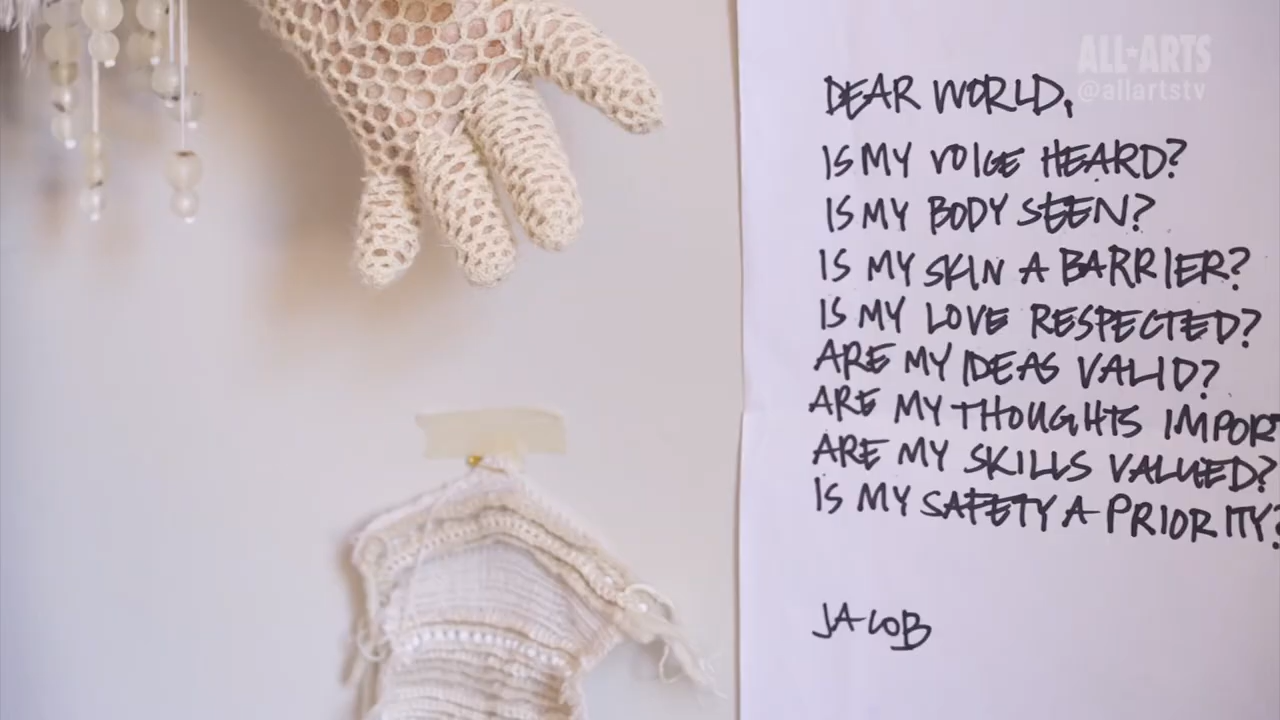 ALL★ARTS
@allartstv
DEAR WORLD,
IS MY VOICE HEARD?
IS MY BODY SEEN?
IS MY SKIN A BARRIER?
IS MY LOVE RESPECTED?
ARE MY IDEAS VALID?
ARE MY THOUGHTS IMPOR
ARE MY SKILLS VALUED?
IS MY SAFETY A PRIORITY?
JACOB